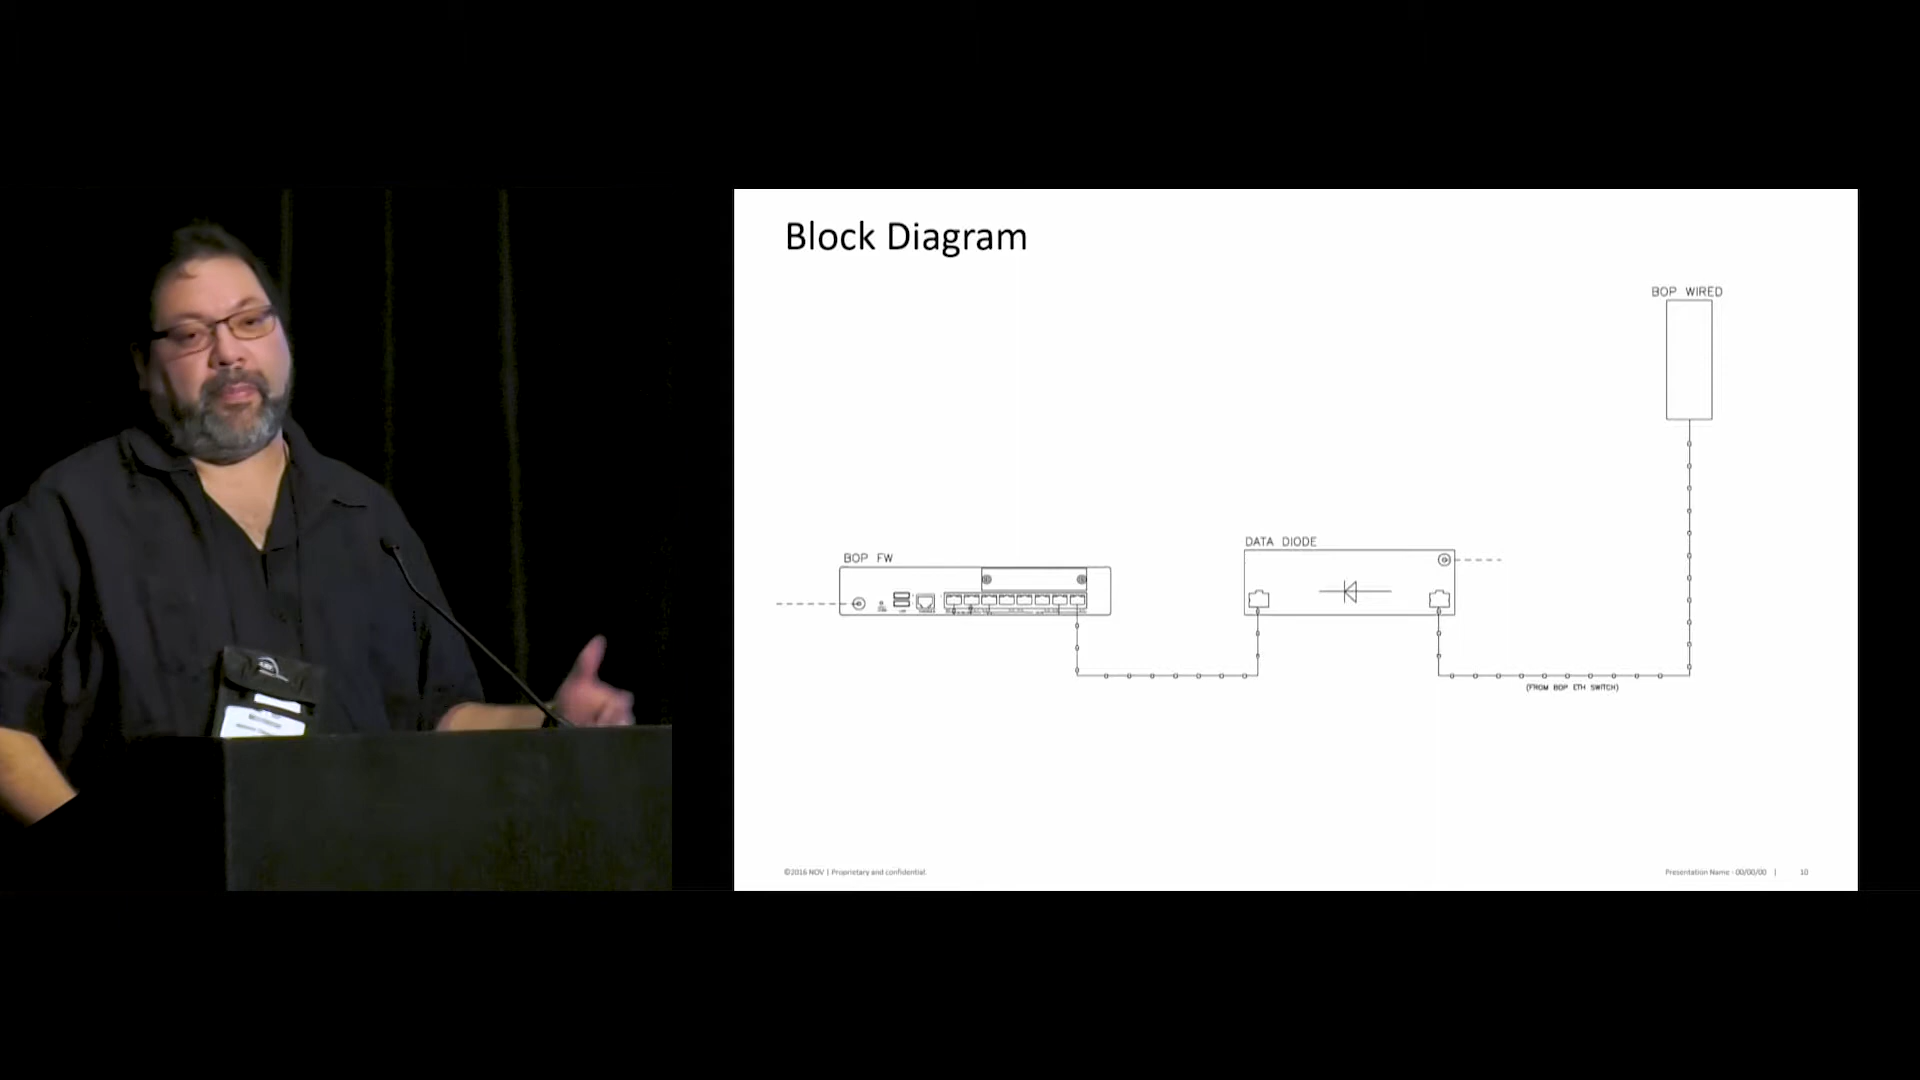 Block Diagram
BOP WIRED
DATA DIODE
BOP FW
(FROM BOP ETH SWITCH)
©2016 NOV | Proprietary and confidential.
Presentation Name - 00/00/00 | 10